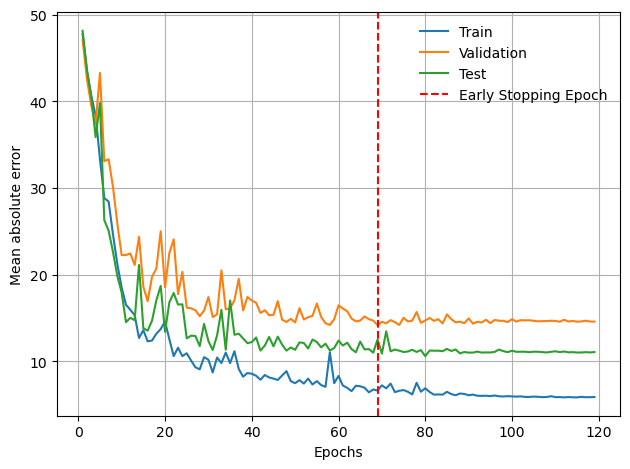 50
40
30
20
10
Mean absolute error
Train
Validation
Test
Early Stopping Epoch
0 20 40 60 80 100 120
Epochs